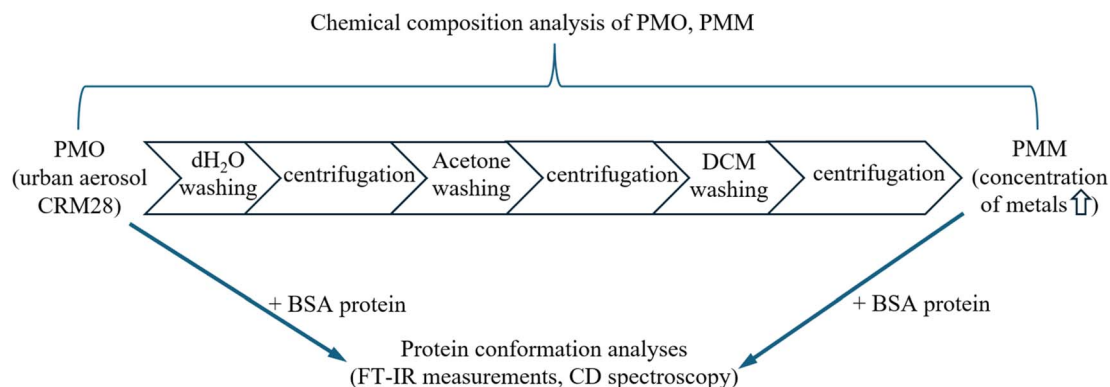 Chemical composition analysis of PMO, PMM
PMO
(urban aerosol
CRM28)
dH₂O
washing
centrifugation
Acetone
washing
centrifugation
DCM
washing
centrifugation
PMM
(concentration
of metals⇧)
+ BSA protein
+ BSA protein
Protein conformation analyses
(FT-IR measurements, CD spectroscopy)